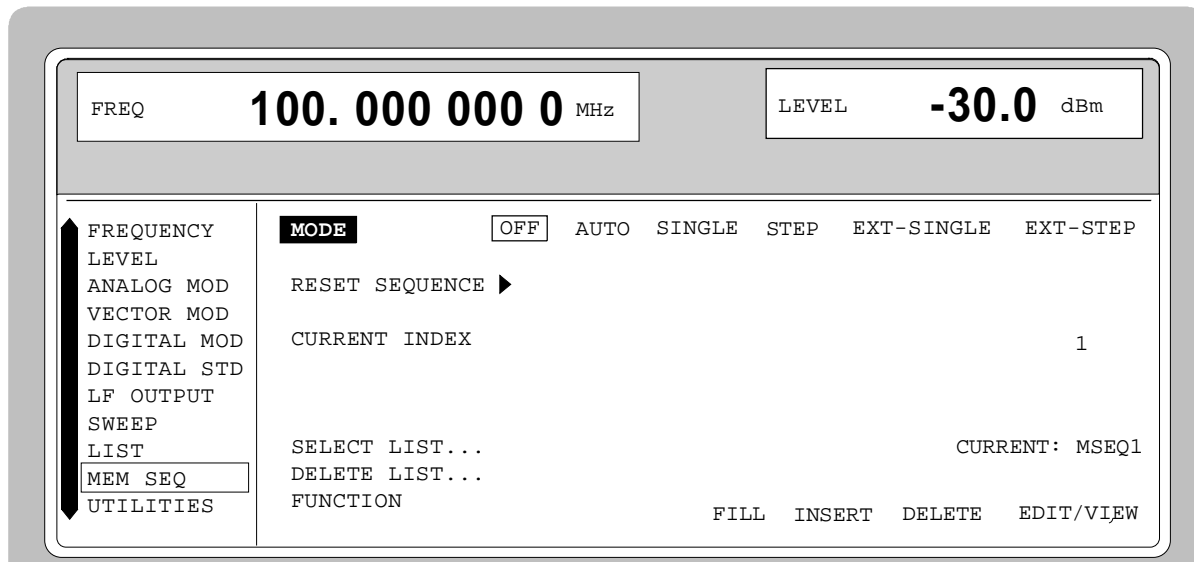 FREQ 100. 000 000 0 MHz LEVEL -30.0 dBm
FREQUENCY
LEVEL
ANALOG MOD
VECTOR MOD
DIGITAL MOD
DIGITAL STD
LF OUTPUT
SWEEP
LIST
MEM SEQ
UTILITIES
MODE OFF AUTO SINGLE STEP EXT-SINGLE EXT-STEP
RESET SEQUENCE
CURRENT INDEX 1
SELECT LIST... CURRENT: MSEQ1
DELETE LIST...
FUNCTION FILL INSERT DELETE EDIT/VIEW